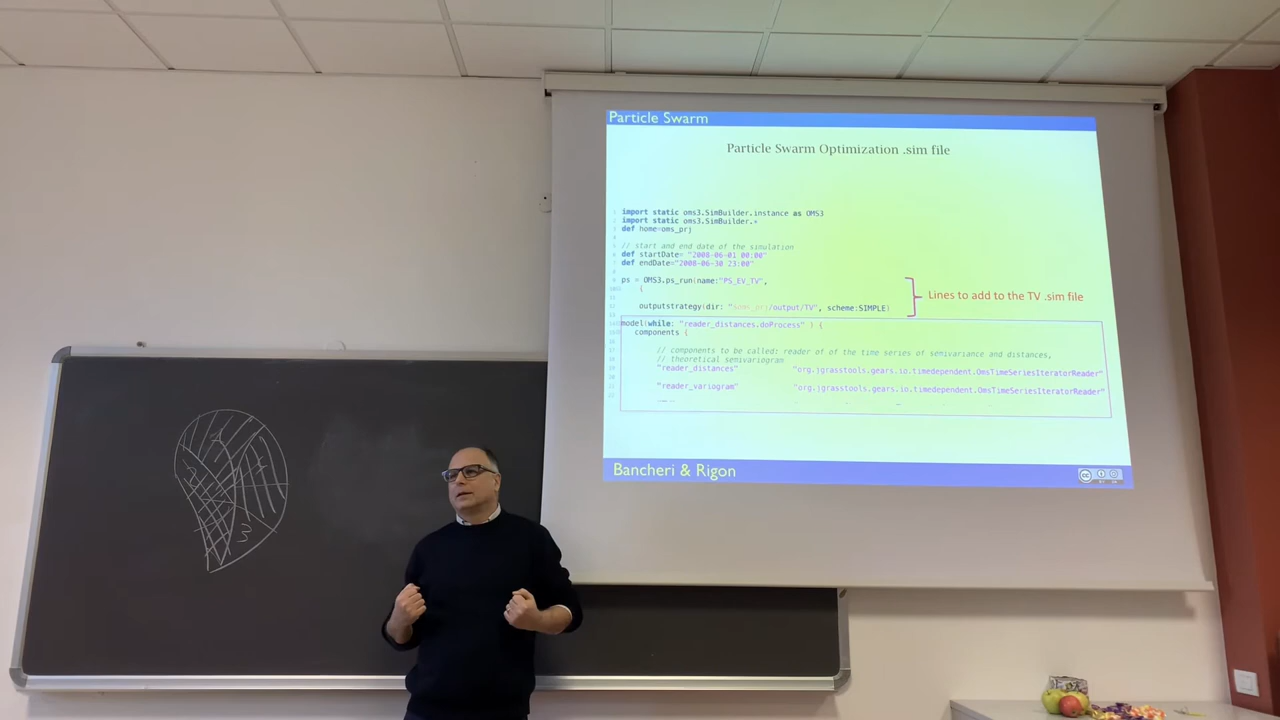 Particle Swarm
Particle Swarm Optimization .sim file
import static oms3.SimBuilder.instance as OMS3
import static oms3.SimBuilder.*
def home=oms_prj
// start and end date of the simulation
def startDate= "2008-06-01 00:00"
def endDate="2008-06-30 23:00"
ps = OMS3.ps_run(name:"PS_EV_TV",
{
outputstrategy(dir: "/output/TV", scheme:SIMPLE)
Lines to add to the TV .sim file
model(while: "reader_distances.doProcess" ) {
components {
// components to be called: reader of of the time series of semivariance and distances,
// theoretical semivariogram
"reader_distances" "org.jgrasstools.gears.io.timedependent.OmsTimeSeriesIteratorReader"
"reader_variogram" "org.jgrasstools.gears.io.timedependent.OmsTimeSeriesIteratorReader"
Bancheri & Rigon
3